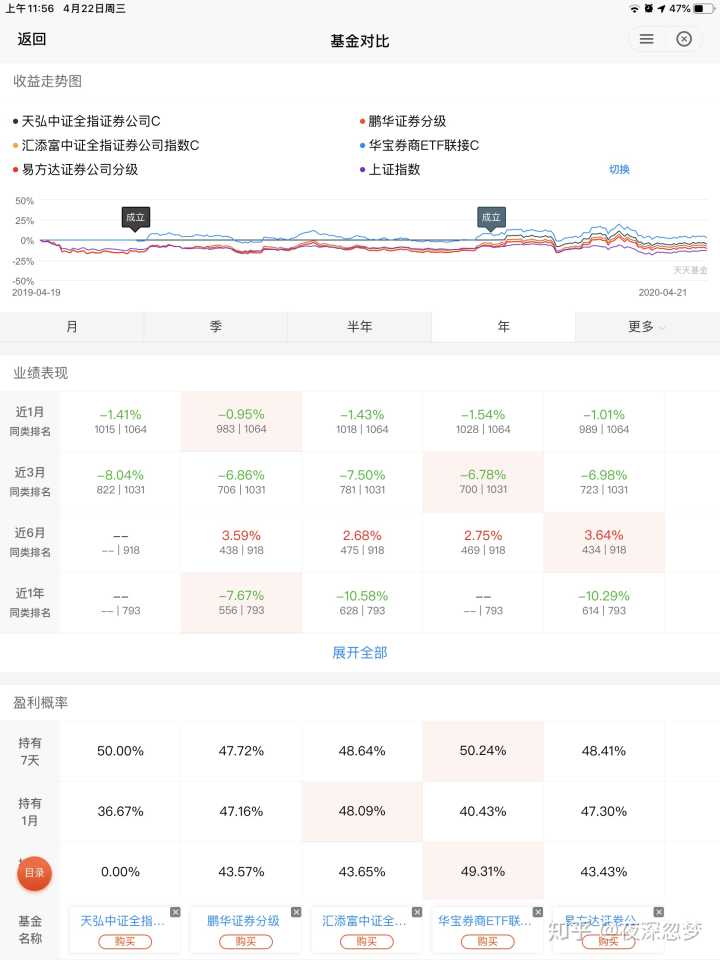 上午11:56 4月22日周三 47%
返回 基金对比
收益走势图
天弘中证全指证券公司C 鹏华证券分级
汇添富中证全指证券公司指数C 华宝券商ETF联接C
易方达证券公司分级 上证指数 切换
50%
成立 成立
25%
0%
-25%
天天基金
-50%
2019-04-19 2020-04-21
月 季 半年 年 更多
业绩表现
近1月 -1.41% -0.95% -1.43% -1.54% -1.01%
同类排名 1015 | 1064 983 | 1064 1018 | 1064 1028 | 1064 989 | 1064
近3月 -8.04% -6.86% -7.50% -6.78% -6.98%
同类排名 822 | 1031 706 | 1031 781 | 1031 700 | 1031 723 | 1031
近6月 -- 3.59% 2.68% 2.75% 3.64%
同类排名 -- | 918 438 | 918 475 | 918 469 | 918 434 | 918
近1年 -- -7.67% -10.58% -- -10.29%
同类排名 -- | 793 556 | 793 628 | 793 -- | 793 614 | 793
展开全部
盈利概率
持有 7天 50.00% 47.72% 48.64% 50.24% 48.41%
持有 1月 36.67% 47.16% 48.09% 40.43% 47.30%
目录 0.00% 43.57% 43.65% 49.31% 43.43%
基金 名称 天弘中证全指... 鹏华证券分级 汇添富中证全... 华宝券商ETF联... 易方达证券公...
购买 购买 购买 购买 购买
知乎 @夜深忽梦